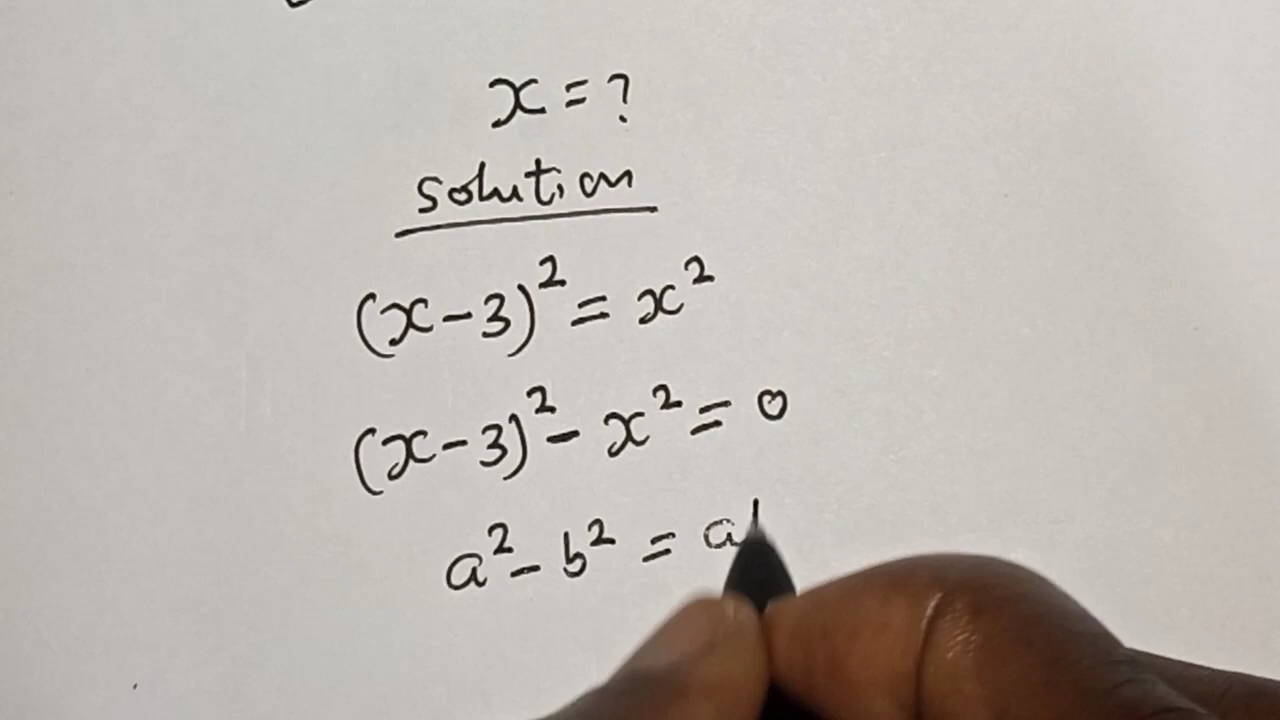 x = ?
solution
(x-3)² = x²
(x-3)² - x² = 0
a² - b² = a